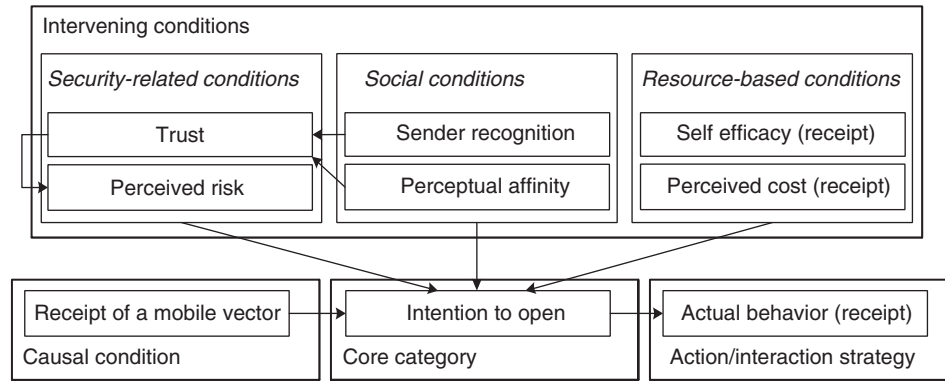 Intervening conditions
Security-related conditions
Social conditions
Resource-based conditions
Trust
Sender recognition
Self efficacy (receipt)
Perceived risk
Perceptual affinity
Perceived cost (receipt)
Receipt of a mobile vector
Intention to open
Actual behavior (receipt)
Causal condition
Core category
Action/interaction strategy